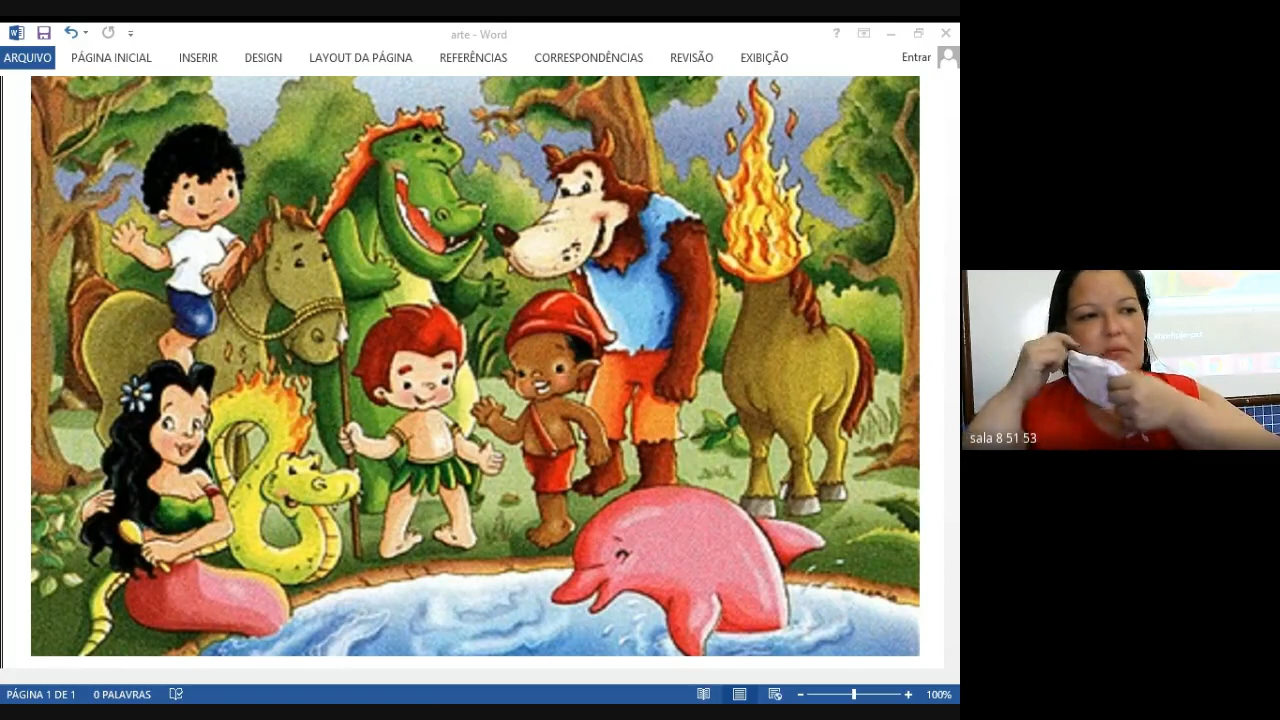 arte - Word
ARQUIVO PÁGINA INICIAL INSERIR DESIGN LAYOUT DA PÁGINA REFERÊNCIAS CORRESPONDÊNCIAS REVISÃO EXIBIÇÃO Entrar
sala 8 51 53
PÁGINA 1 DE 1 0 PALAVRAS 100%